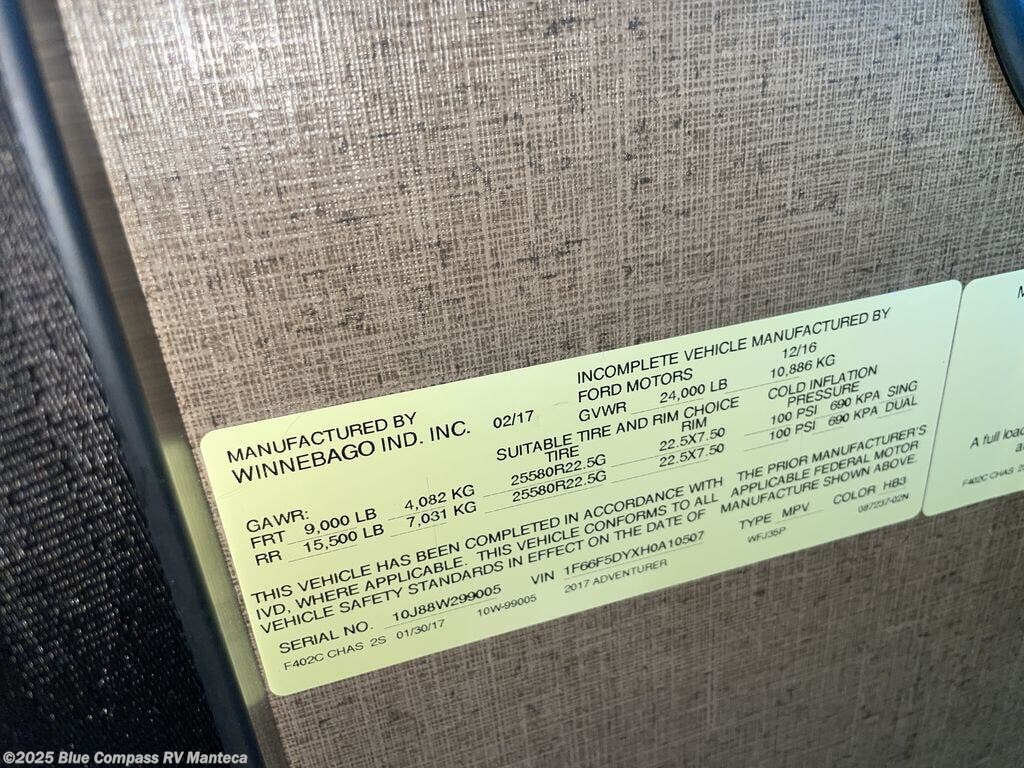 MANUFACTURED BY
WINNEBAGO IND. INC. 02/17
INCOMPLETE VEHICLE MANUFACTURED BY
FORD MOTORS 12/16
GVWR 24,000 LB 10,886 KG
SUITABLE TIRE AND RIM CHOICE
TIRE RIM
COLD INFLATION
PRESSURE
GAWR:
FRT 9,000 LB 4,082 KG 25580R22.5G 22.5X7.50 100 PSI 690 KPA SING
RR 15,500 LB 7,031 KG 25580R22.5G 22.5X7.50 100 PSI 690 KPA DUAL
THIS VEHICLE HAS BEEN COMPLETED IN ACCORDANCE WITH THE PRIOR MANUFACTURER'S
IVD, WHERE APPLICABLE. THIS VEHICLE CONFORMS TO ALL APPLICABLE FEDERAL MOTOR
VEHICLE SAFETY STANDARDS IN EFFECT ON THE DATE OF MANUFACTURE SHOWN ABOVE.
SERIAL NO. 10J88W299005 VIN 1F66F5DYXH0A10507 TYPE MPV COLOR HB3
F402C CHAS 2S 01/30/17 10W-99005 2017 ADVENTURER WFJ35P 087237-02N
M
A full load
F402C CHAS 2S
©2025 Blue Compass RV Manteca